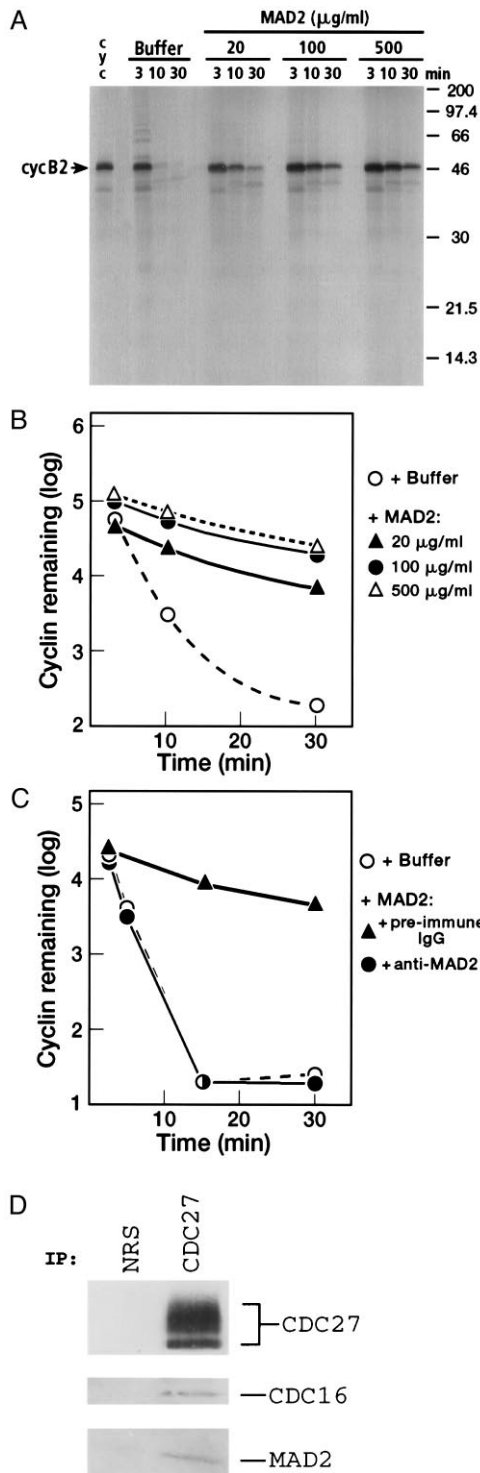 A
MAD2 (μg/ml)
cyc Buffer 20 100 500
3 10 30 3 10 30 3 10 30 3 10 30 min
cycB2
200
97.4
66
46
30
21.5
14.3
B
Cyclin remaining (log)
5
4
3
2
10 20 30
Time (min)
+ Buffer
+ MAD2:
20 μg/ml
100 μg/ml
500 μg/ml
C
Cyclin remaining (log)
5
4
3
2
1
10 20 30
Time (min)
+ Buffer
+ MAD2:
+pre-immune
IgG
+anti-MAD2
D
IP: NRS CDC27
CDC27
CDC16
MAD2